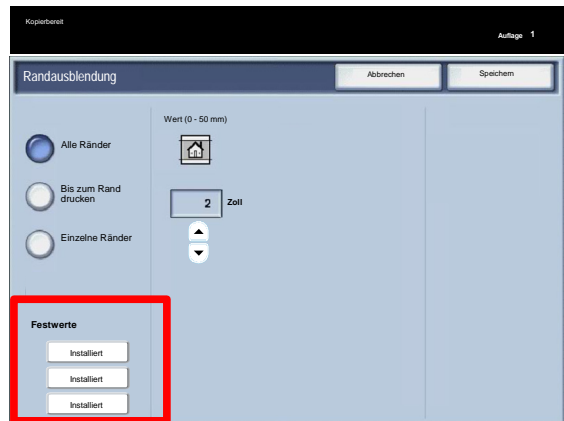 Kopierbereit
Auflage 1
Randausblendung
Abbrechen
Speichern
Wert (0 - 50 mm)
Alle Ränder
Bis zum Rand
drucken
2 Zoll
Einzelne Ränder
Festwerte
Installiert
Installiert
Installiert